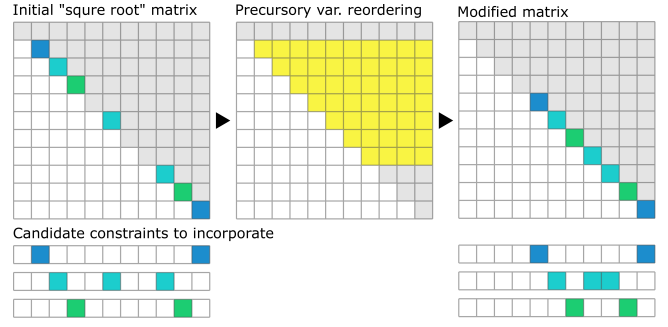 Initial "squre root" matrix
Precursory var. reordering
Modified matrix
Candidate constraints to incorporate